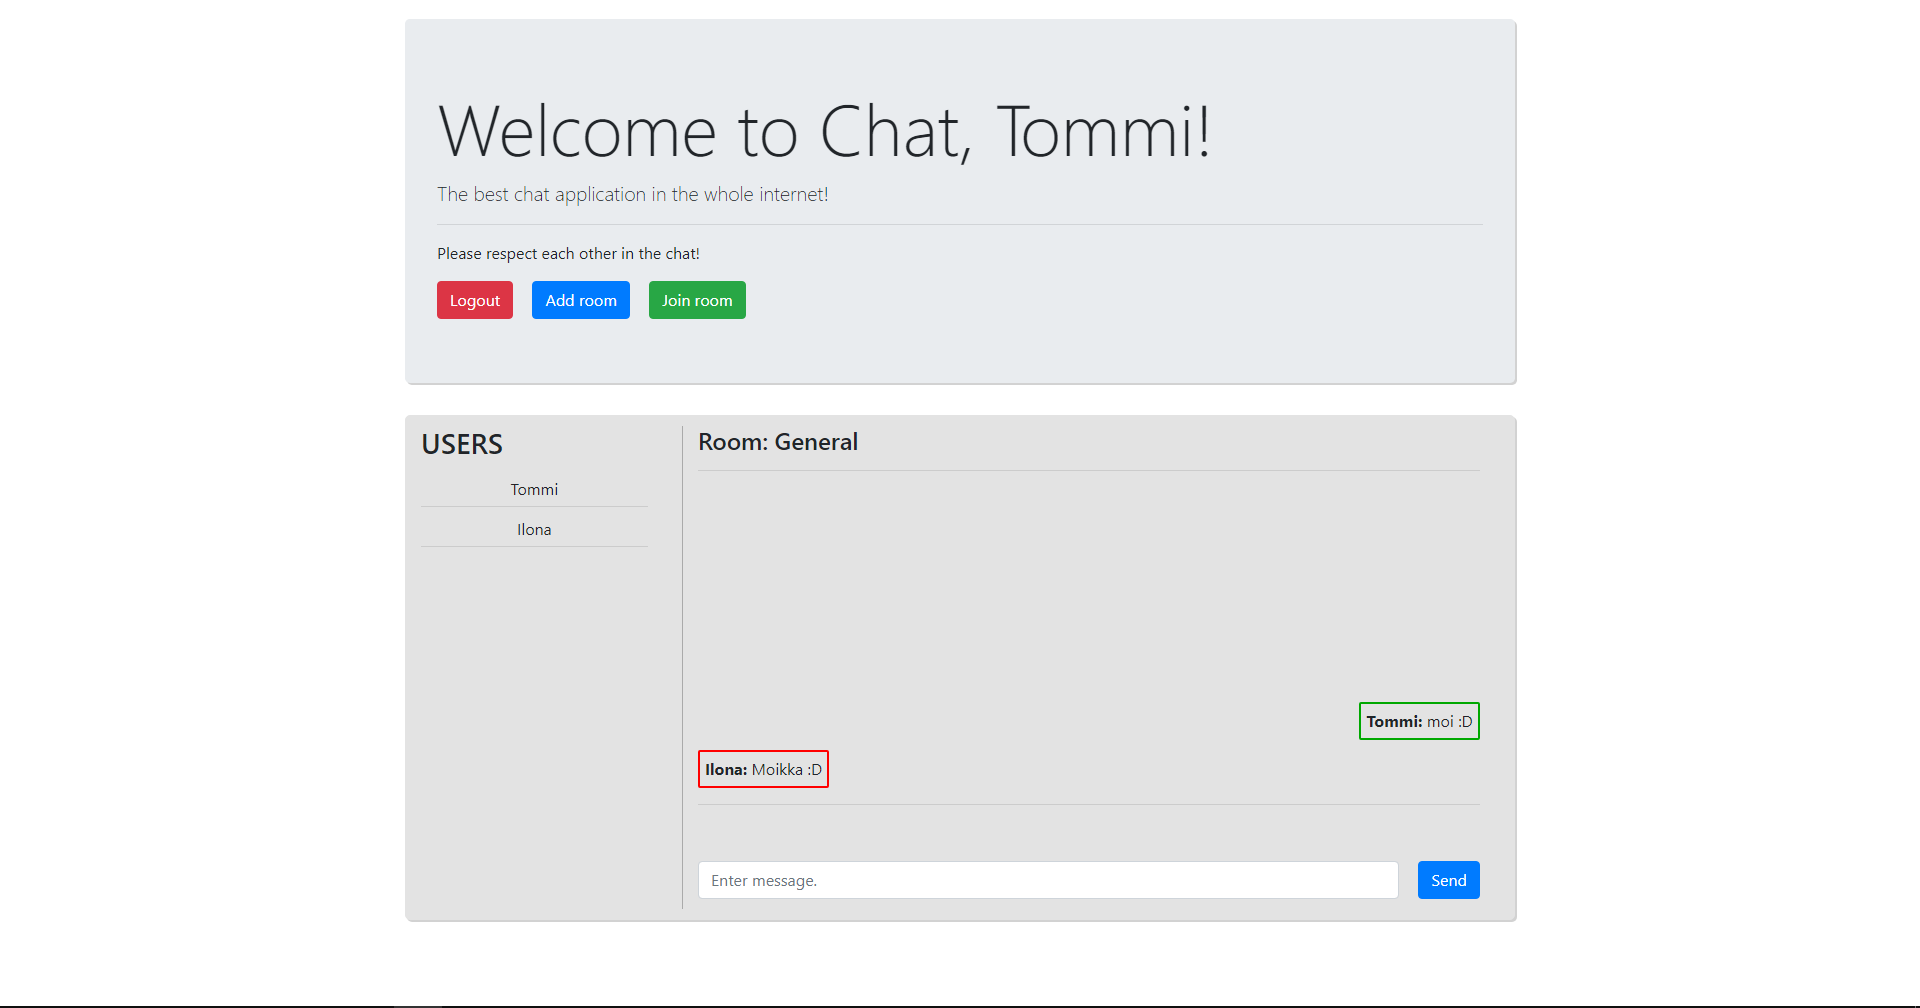 Welcome to Chat, Tommi!
The best chat application in the whole internet!
Please respect each other in the chat!
Logout Add room Join room
USERS
Tommi
Ilona
Room: General
Tommi: moi :D
Ilona: Moikka :D
Enter message. Send